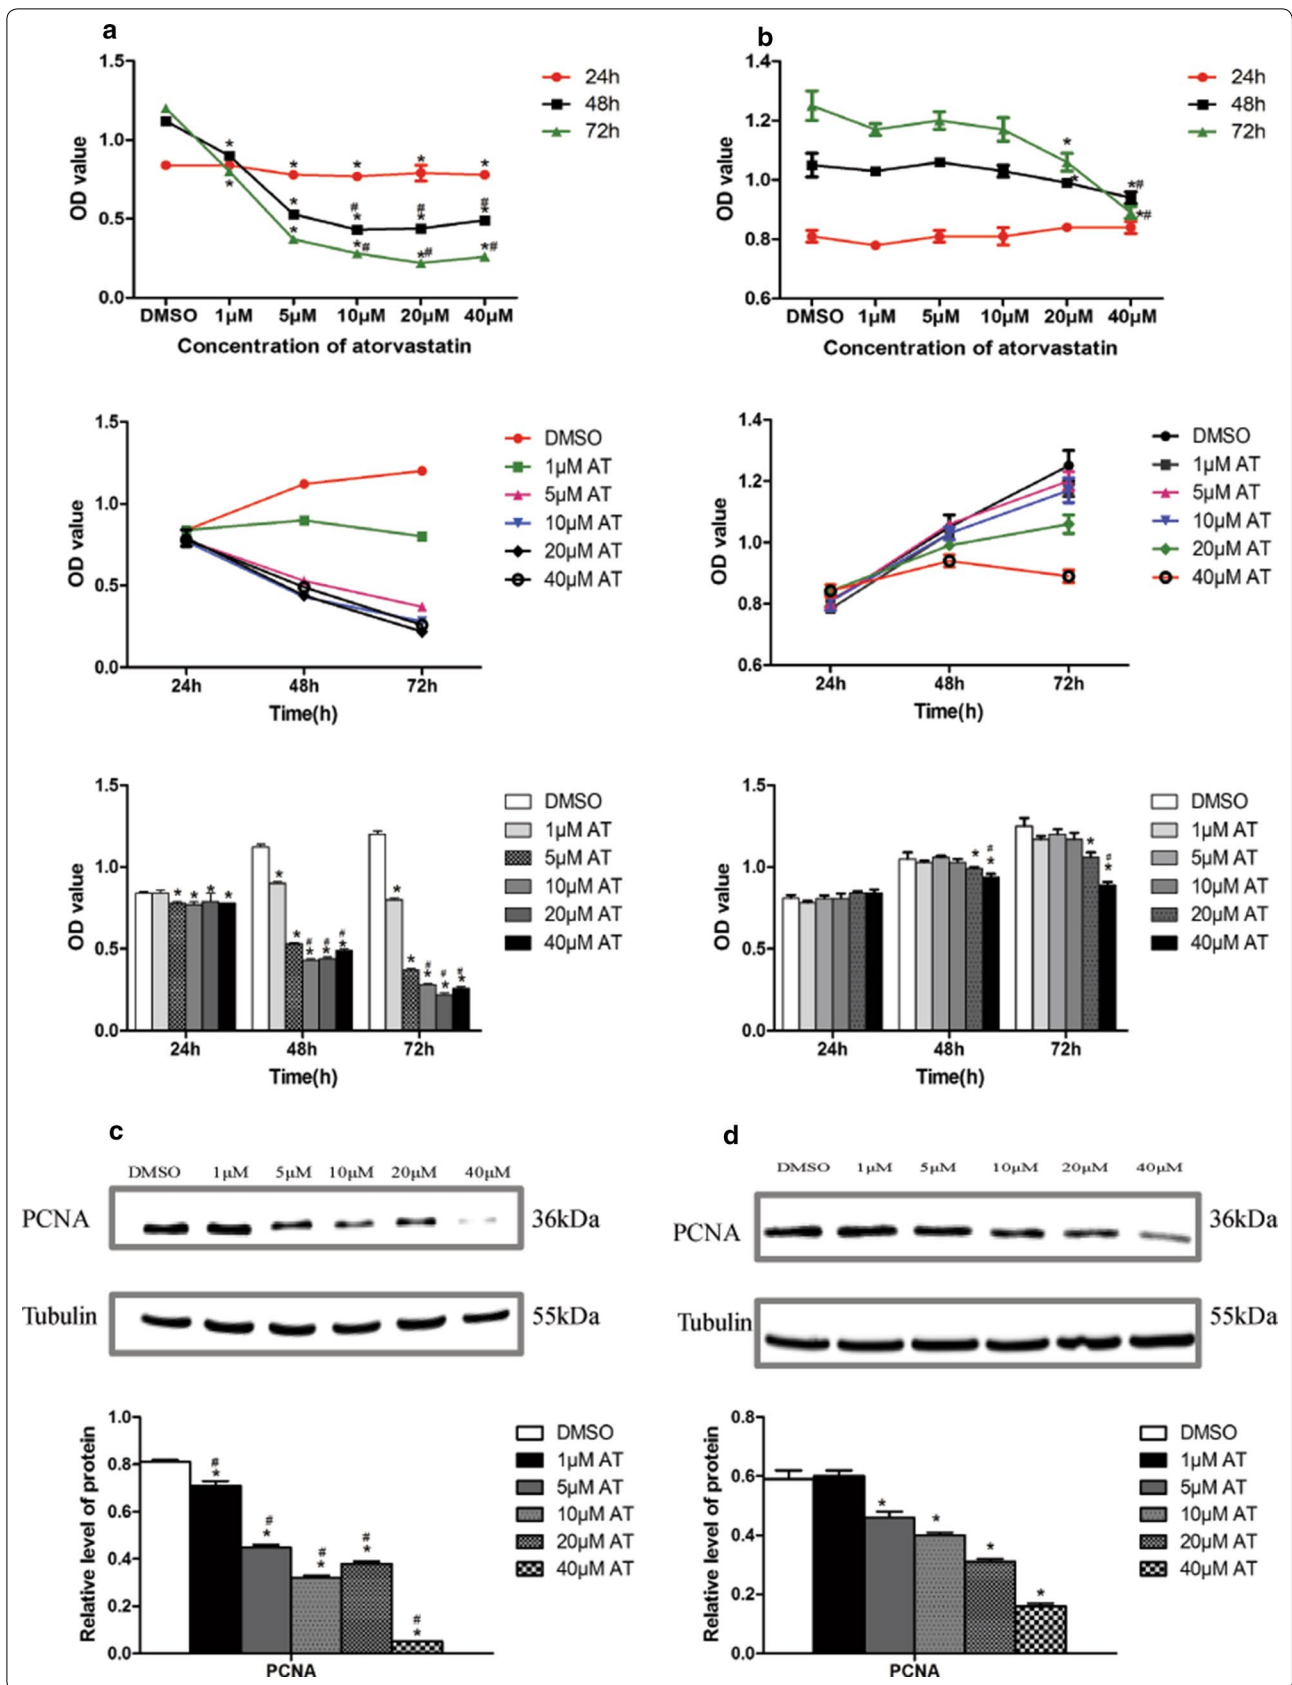 a
1.5
1.0
0.5
0.0
OD value
24h
48h
72h
* * * * * *
* * # * # * # *
* * *# *# *#
DMSO 1µM 5µM 10µM 20µM 40µM
Concentration of atorvastatin
b
1.4
1.2
1.0
0.8
0.6
OD value
24h
48h
72h
*
* *#
*#
DMSO 1µM 5µM 10µM 20µM 40µM
Concentration of atorvastatin
1.5
1.0
0.5
0.0
OD value
DMSO
1µM AT
5µM AT
10µM AT
20µM AT
40µM AT
24h 48h 72h
Time(h)
1.4
1.2
1.0
0.8
0.6
OD value
DMSO
1µM AT
5µM AT
10µM AT
20µM AT
40µM AT
24h 48h 72h
Time(h)
1.5
1.0
0.5
0.0
OD value
* * * *
* * # * # * # *
* * # * # * # *
DMSO
1µM AT
5µM AT
10µM AT
20µM AT
40µM AT
24h 48h 72h
Time(h)
1.5
1.0
0.5
0.0
OD value
* # *
* # *
DMSO
1µM AT
5µM AT
10µM AT
20µM AT
40µM AT
24h 48h 72h
Time(h)
c
DMSO 1µM 5µM 10µM 20µM 40µM
PCNA 36kDa
Tubulin 55kDa
d
DMSO 1µM 5µM 10µM 20µM 40µM
PCNA 36kDa
Tubulin 55kDa
1.0
0.8
0.6
0.4
0.2
0.0
Relative level of protein
# * # * # * # * # *
DMSO
1µM AT
5µM AT
10µM AT
20µM AT
40µM AT
PCNA
0.8
0.6
0.4
0.2
0.0
Relative level of protein
* * * *
DMSO
1µM AT
5µM AT
10µM AT
20µM AT
40µM AT
PCNA